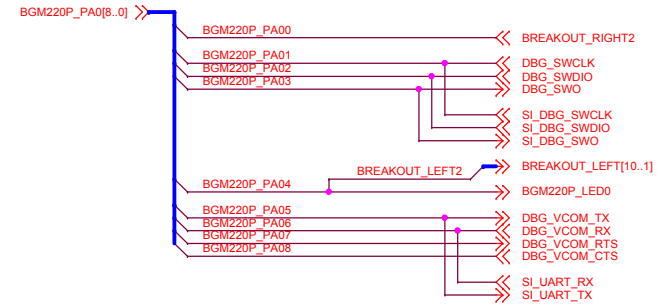 BGM220P_PA0[8..0]
BGM220P_PA00
BREAKOUT_RIGHT2
BGM220P_PA01
DBG_SWCLK
BGM220P_PA02
DBG_SWDIO
BGM220P_PA03
DBG_SWO
SI_DBG_SWCLK
SI_DBG_SWDIO
SI_DBG_SWO
BREAKOUT_LEFT2
BREAKOUT_LEFT[10..1]
BGM220P_PA04
BGM220P_LED0
BGM220P_PA05
DBG_VCOM_TX
BGM220P_PA06
DBG_VCOM_RX
BGM220P_PA07
DBG_VCOM_RTS
BGM220P_PA08
DBG_VCOM_CTS
SI_UART_RX
SI_UART_TX